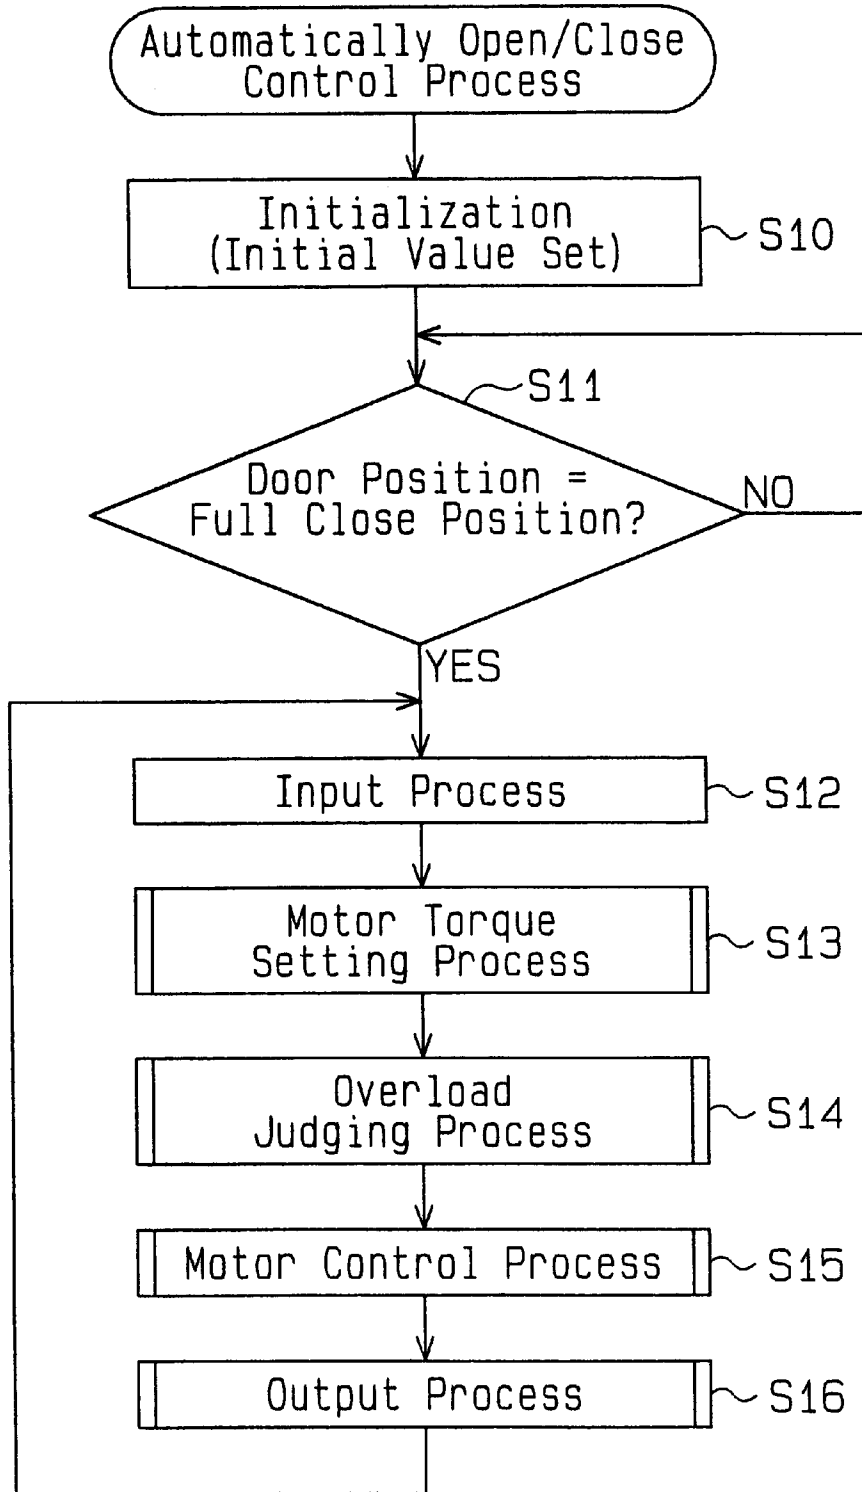 Automatically Open/Close
Control Process
Initialization
(Initial Value Set)
S10
S11
Door Position =
Full Close Position?
NO
YES
Input Process
S12
Motor Torque
Setting Process
S13
Overload
Judging Process
S14
Motor Control Process
S15
Output Process
S16